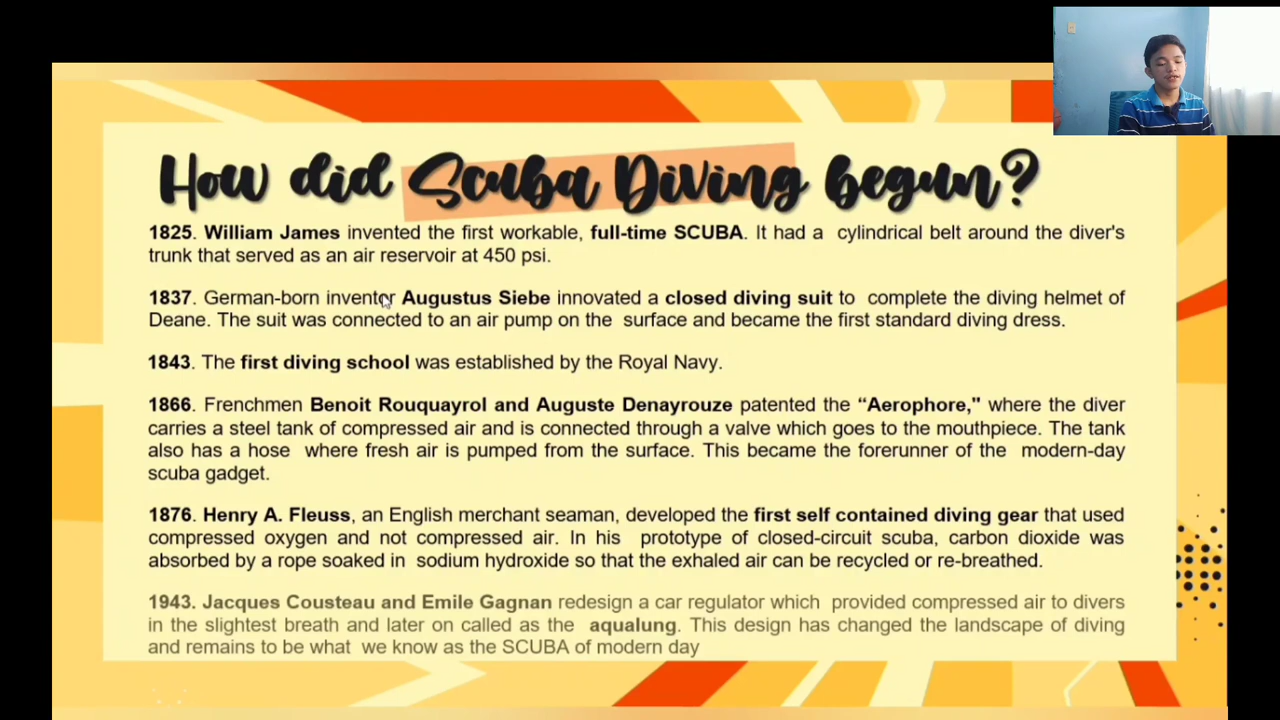 How did Scuba Diving begun?
1825. William James invented the first workable, full-time SCUBA. It had a cylindrical belt around the diver's
trunk that served as an air reservoir at 450 psi.
1837. German-born inventor Augustus Siebe innovated a closed diving suit to complete the diving helmet of
Deane. The suit was connected to an air pump on the surface and became the first standard diving dress.
1843. The first diving school was established by the Royal Navy.
1866. Frenchmen Benoit Rouquayrol and Auguste Denayrouze patented the “Aerophore," where the diver
carries a steel tank of compressed air and is connected through a valve which goes to the mouthpiece. The tank
also has a hose where fresh air is pumped from the surface. This became the forerunner of the modern-day
scuba gadget.
1876. Henry A. Fleuss, an English merchant seaman, developed the first self contained diving gear that used
compressed oxygen and not compressed air. In his prototype of closed-circuit scuba, carbon dioxide was
absorbed by a rope soaked in sodium hydroxide so that the exhaled air can be recycled or re-breathed.
1943. Jacques Cousteau and Emile Gagnan redesign a car regulator which provided compressed air to divers
in the slightest breath and later on called as the aqualung. This design has changed the landscape of diving
and remains to be what we know as the SCUBA of modern day